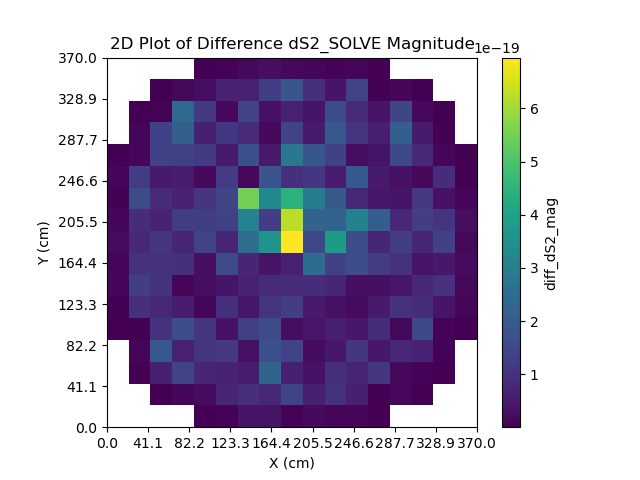 2D Plot of Difference dS2_SOLVE Magnitude
1e−19
370.0
328.9
287.7
246.6
205.5
164.4
123.3
82.2
41.1
0.0
Y (cm)
0.0 41.1 82.2 123.3 164.4 205.5 246.6 287.7 328.9 370.0
X (cm)
6
5
4
3
2
1
diff_dS2_mag